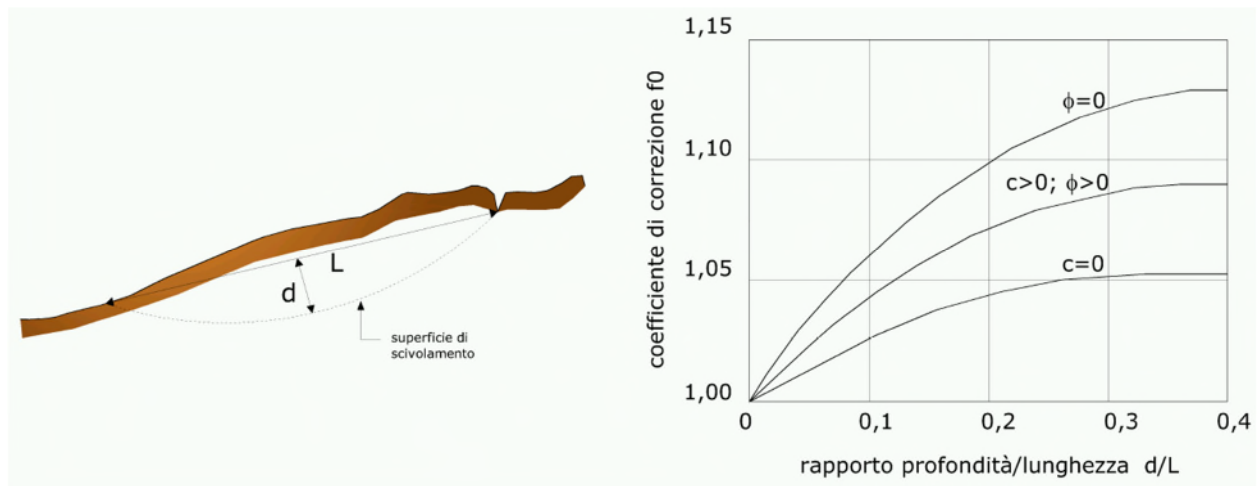 L
d
superficie di
scivolamento
coefficiente di correzione f0
1,15
1,10
1,05
1,00
ϕ=0
c>0; ϕ>0
c=0
0
0,1
0,2
0,3
0,4
rapporto profondità/lunghezza d/L